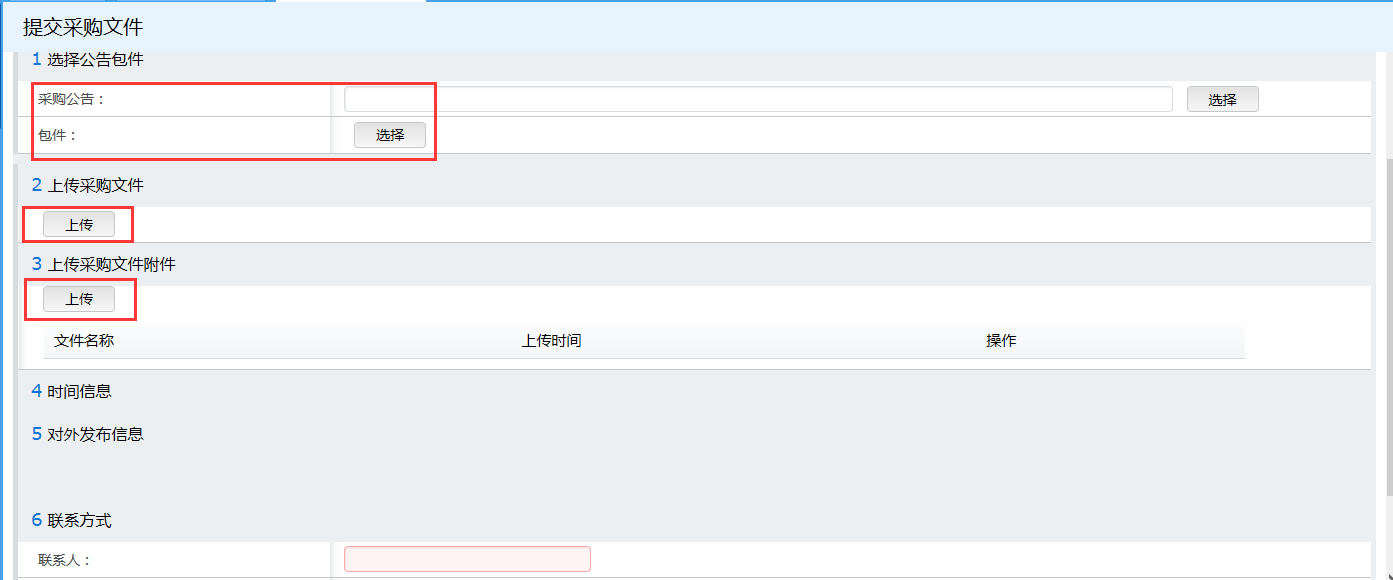 提交采购文件
1 选择公告包件
采购公告： 选择
包件： 选择
2 上传采购文件
上传
3 上传采购文件附件
上传
文件名称 上传时间 操作
4 时间信息
5 对外发布信息
6 联系方式
联系人：